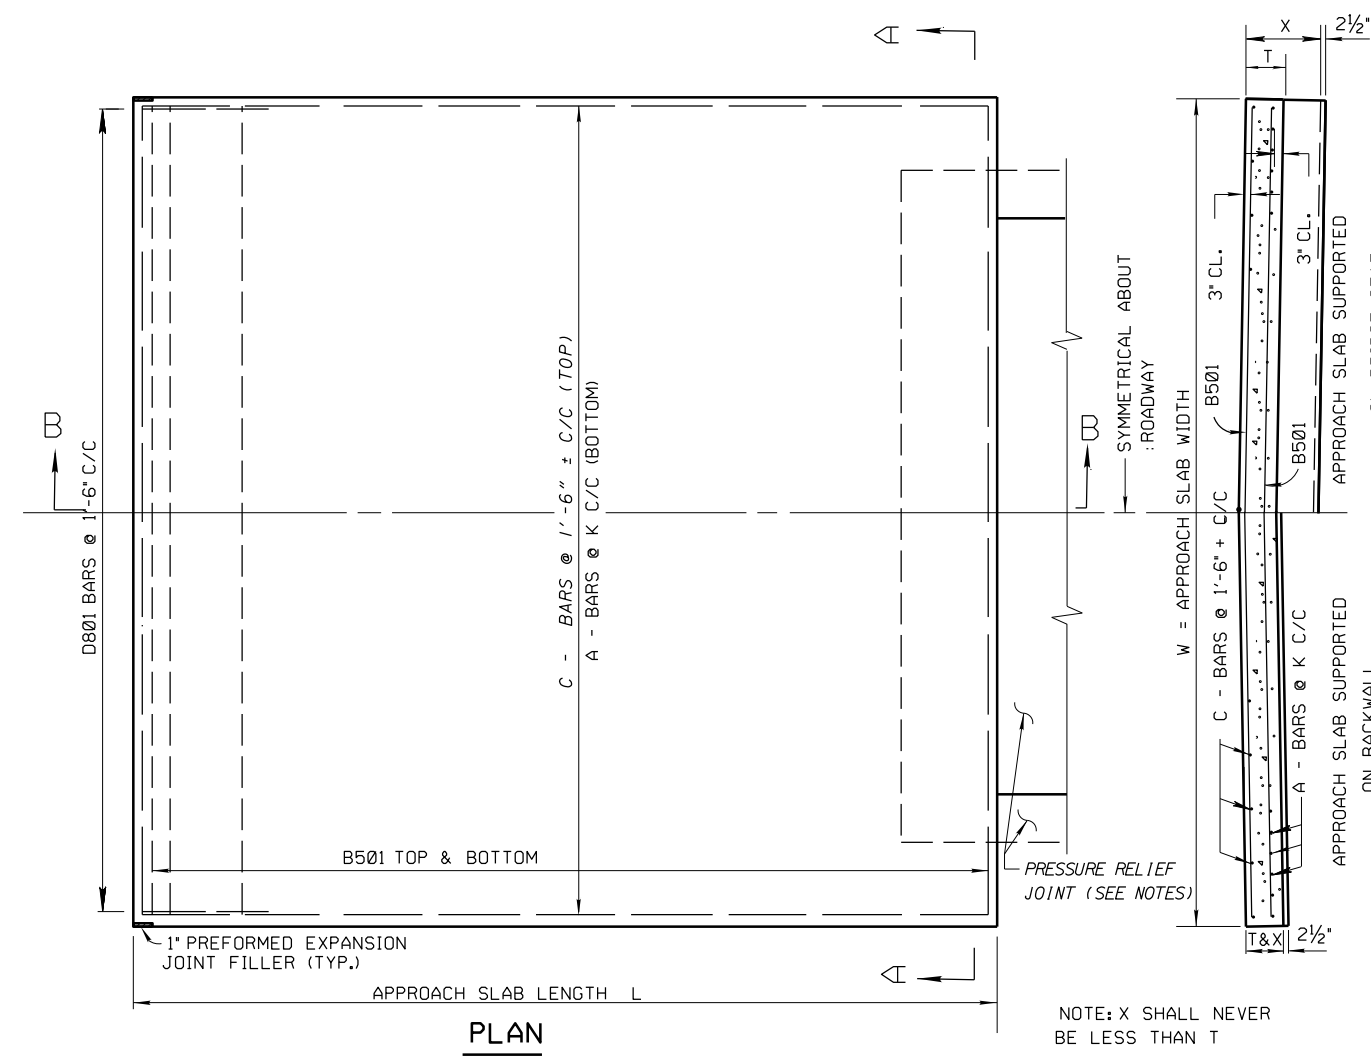 A
X
2½"
T
D801 BARS @ 1'-6" C/C
B
C - BARS @ 1'-6" ± C/C (TOP)
A - BARS @ K C/C (BOTTOM)
B501 TOP & BOTTOM
1" PREFORMED EXPANSION
JOINT FILLER (TYP.)
APPROACH SLAB LENGTH L
PLAN
B
SYMMETRICAL ABOUT
: ROADWAY
PRESSURE RELIEF
JOINT (SEE NOTES)
A
W = APPROACH SLAB WIDTH
3" CL.
B501
3" CL.
B501
APPROACH SLAB SUPPORTED
C - BARS @ 1'-6" + C/C
A - BARS @ K C/C
APPROACH SLAB SUPPORTED
ON BACKWALL
T&X
2½"
NOTE: X SHALL NEVER
BE LESS THAN T